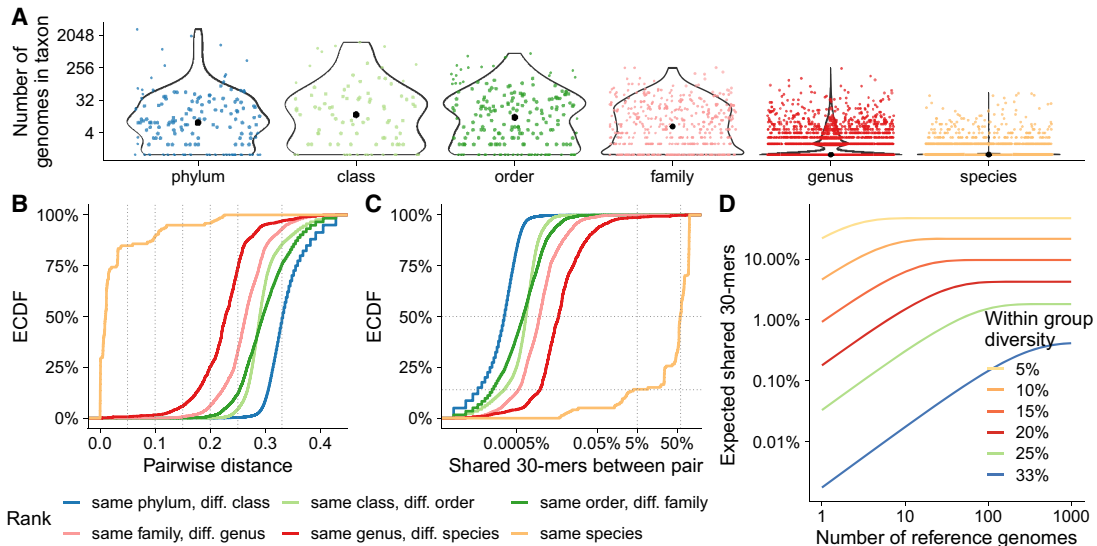 A
Number of
genomes in taxon
2048
256
32
4
phylum
class
order
family
genus
species
B
ECDF
100%
75%
50%
25%
0%
0.0
0.1
0.2
0.3
0.4
Pairwise distance
C
ECDF
100%
75%
50%
25%
0%
0.0005%
0.05%
5%
50%
Shared 30-mers between pair
D
Expected shared 30-mers
10.00%
1.00%
0.10%
0.01%
Within group
diversity
5%
10%
15%
20%
25%
33%
1
10
100
1000
Number of reference genomes
Rank
same phylum, diff. class
same class, diff. order
same order, diff. family
same family, diff. genus
same genus, diff. species
same species